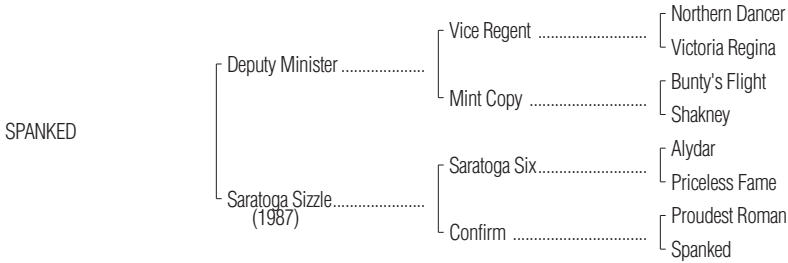 Northern Dancer
Vice Regent ..........................
Victoria Regina
Deputy Minister ....................
Bunty's Flight
Mint Copy ............................
Shakney
SPANKED
Alydar
Saratoga Six..........................
Priceless Fame
Saratoga Sizzle......................
(1987)
Proudest Roman
Confirm ................................
Spanked